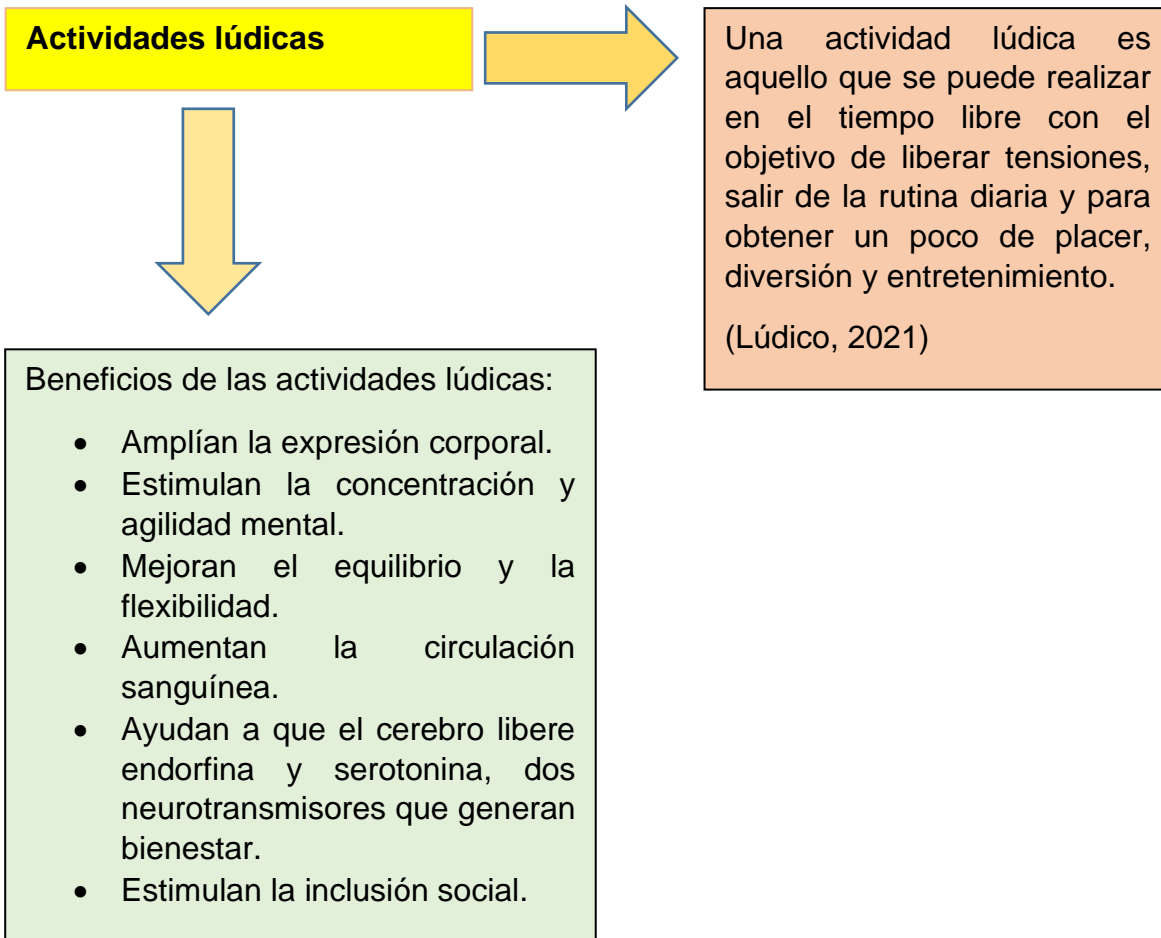 Actividades lúdicas
Una actividad lúdica es
aquello que se puede realizar
en el tiempo libre con el
objetivo de liberar tensiones,
salir de la rutina diaria y para
obtener un poco de placer,
diversión y entretenimiento.
(Lúdico, 2021)
Beneficios de las actividades lúdicas:
• Amplían la expresión corporal.
• Estimulan la concentración y
agilidad mental.
• Mejoran el equilibrio y la
flexibilidad.
• Aumentan la circulación
sanguínea.
• Ayudan a que el cerebro libere
endorfina y serotonina, dos
neurotransmisores que generan
bienestar.
• Estimulan la inclusión social.